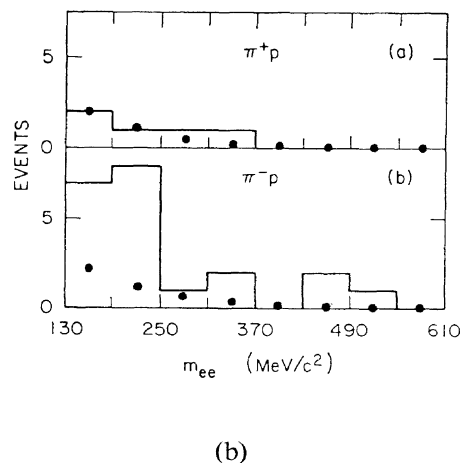 5
π⁺p
(a)
0
EVENTS
π⁻p
(b)
5
0
130 250 370 490 610
m_ee (MeV/c²)
(b)